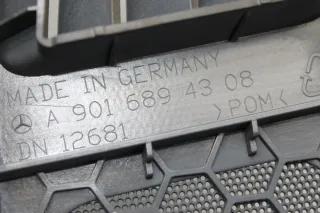 MADE IN GERMANY
A 901 689 43 08
>POM<
DN 12681